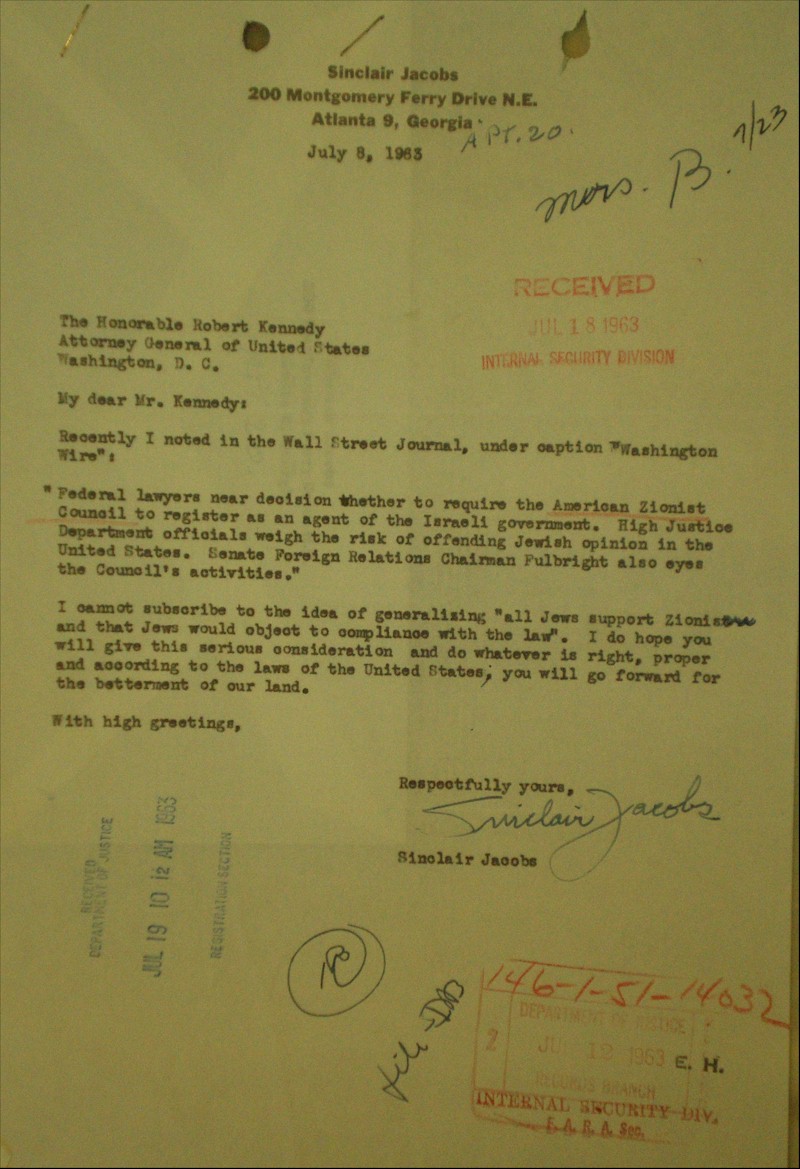 Sinclair Jacobs
200 Montgomery Ferry Drive N.E.
Atlanta 9, Georgia
APT. 20.
July 8, 1963
7/23
mors. B.
RECEIVED
JUL 18 1963
INTERNAL SECURITY DIVISION
The Honorable Robert Kennedy
Attorney General of United States
Washington, D. C.
My dear Mr. Kennedy:
Recently I noted in the Wall Street Journal, under caption "Washington
Wire":
"Federal lawyers near decision whether to require the American Zionist
Council to register as an agent of the Israeli government. High Justice
Department officials weigh the risk of offending Jewish opinion in the
United States. Senate Foreign Relations Chairman Fulbright also eyes
the Council's activities."
I cannot subscribe to the idea of generalizing "all Jews support Zionism
and that Jews would object to compliance with the law". I do hope you
will give this serious consideration and do whatever is right, proper
and according to the laws of the United States, you will go forward for
the betterment of our land.
With high greetings,
Respectfully yours,
Sinclair Jacobs
Sinclair Jacobs
RECEIVED
DEPARTMENT OF JUSTICE
JUL 19 10 12 AM 1963
REGISTRATION SECTION
File
146-1-51-14032
DEPARTMENT OF JUSTICE
2
JUL 12 1963
E. H.
RECORDS BRANCH
INTERNAL SECURITY DIV.
F. A. R. A. Sec.